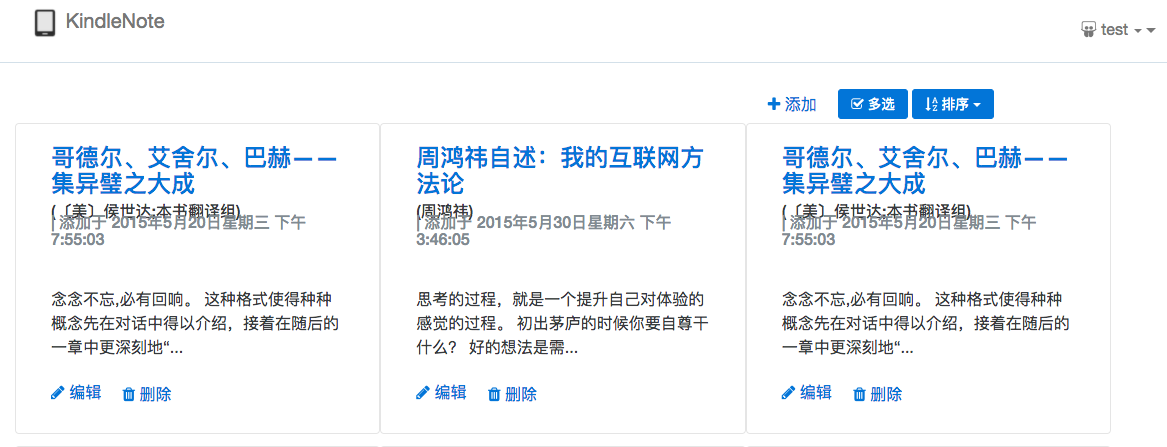 KindleNote
test
添加
多选
排序
哥德尔、艾舍尔、巴赫——
集异璧之大成
(〔美〕侯世达;本书翻译组)
| 添加于 2015年5月20日星期三 下午
7:55:03
念念不忘,必有回响。 这种格式使得种种
概念先在对话中得以介绍，接着在随后的
一章中更深刻地“...
编辑
删除
周鸿祎自述：我的互联网方
法论
(周鸿祎)
| 添加于 2015年5月30日星期六 下午
3:46:05
思考的过程，就是一个提升自己对体验的
感觉的过程。 初出茅庐的时候你要自尊干
什么？ 好的想法是需...
编辑
删除
哥德尔、艾舍尔、巴赫——
集异璧之大成
(〔美〕侯世达;本书翻译组)
| 添加于 2015年5月20日星期三 下午
7:55:03
念念不忘,必有回响。 这种格式使得种种
概念先在对话中得以介绍，接着在随后的
一章中更深刻地“...
编辑
删除